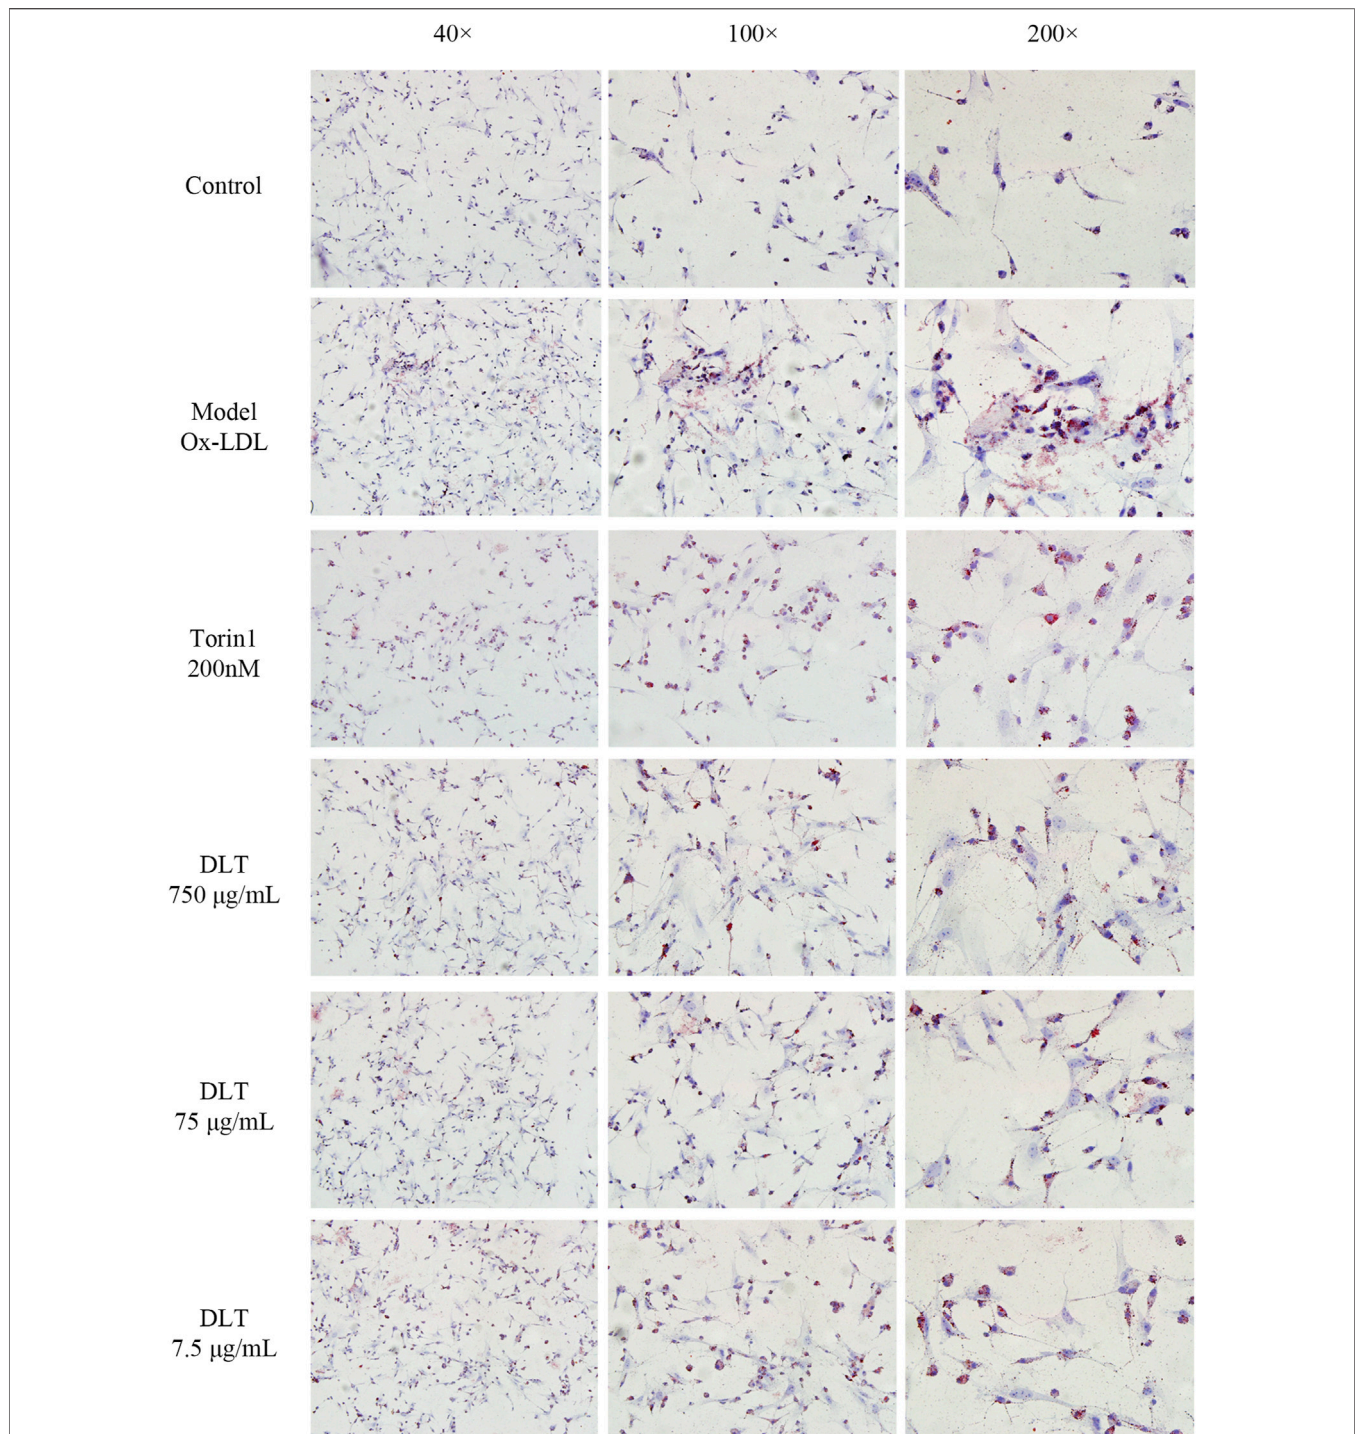 40×
100×
200×
Control
Model
Ox-LDL
Torin1
200nM
DLT
750 μg/mL
DLT
75 μg/mL
DLT
7.5 μg/mL